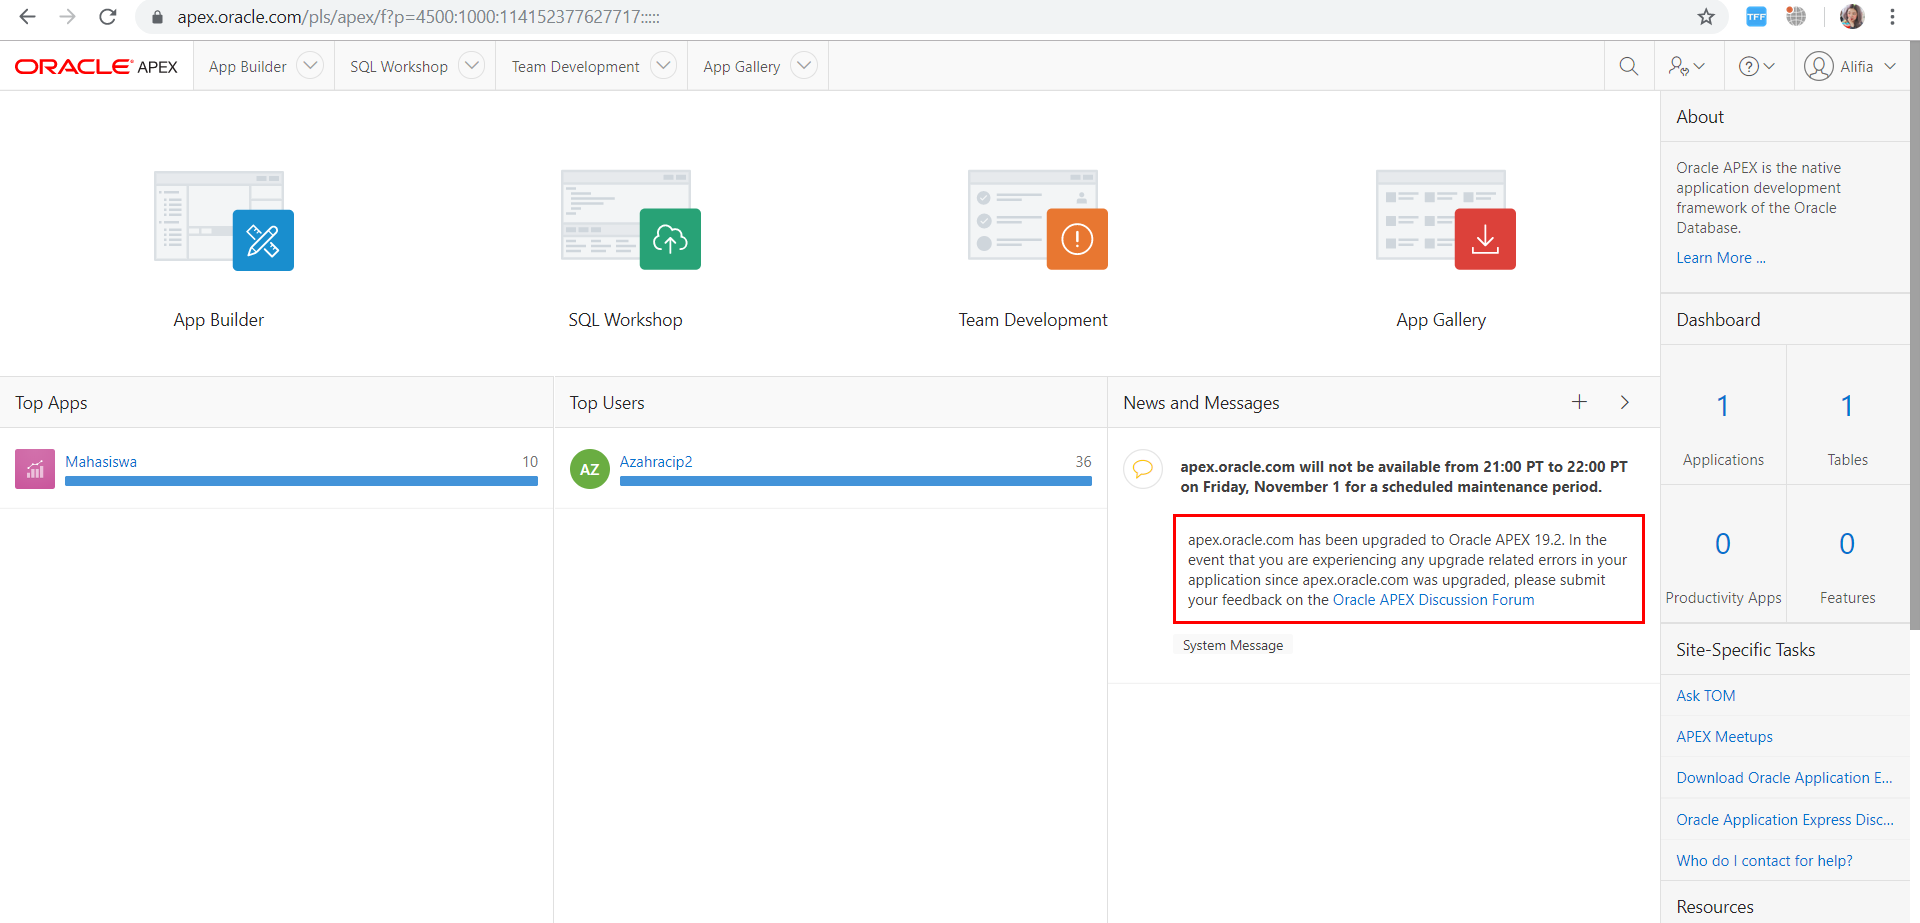 apex.oracle.com/pls/apex/f?p=4500:1000:114152377627717:::::
TFF
ORACLE APEX
App Builder
SQL Workshop
Team Development
App Gallery
?
Alifia
App Builder
SQL Workshop
!
Team Development
App Gallery
Top Apps
Mahasiswa 10
Top Users
AZ Azahracip2 36
News and Messages
apex.oracle.com will not be available from 21:00 PT to 22:00 PT
on Friday, November 1 for a scheduled maintenance period.
apex.oracle.com has been upgraded to Oracle APEX 19.2. In the
event that you are experiencing any upgrade related errors in your
application since apex.oracle.com was upgraded, please submit
your feedback on the Oracle APEX Discussion Forum
System Message
About
Oracle APEX is the native
application development
framework of the Oracle
Database.
Learn More ...
Dashboard
1
Applications
1
Tables
0
Productivity Apps
0
Features
Site-Specific Tasks
Ask TOM
APEX Meetups
Download Oracle Application E...
Oracle Application Express Disc...
Who do I contact for help?
Resources